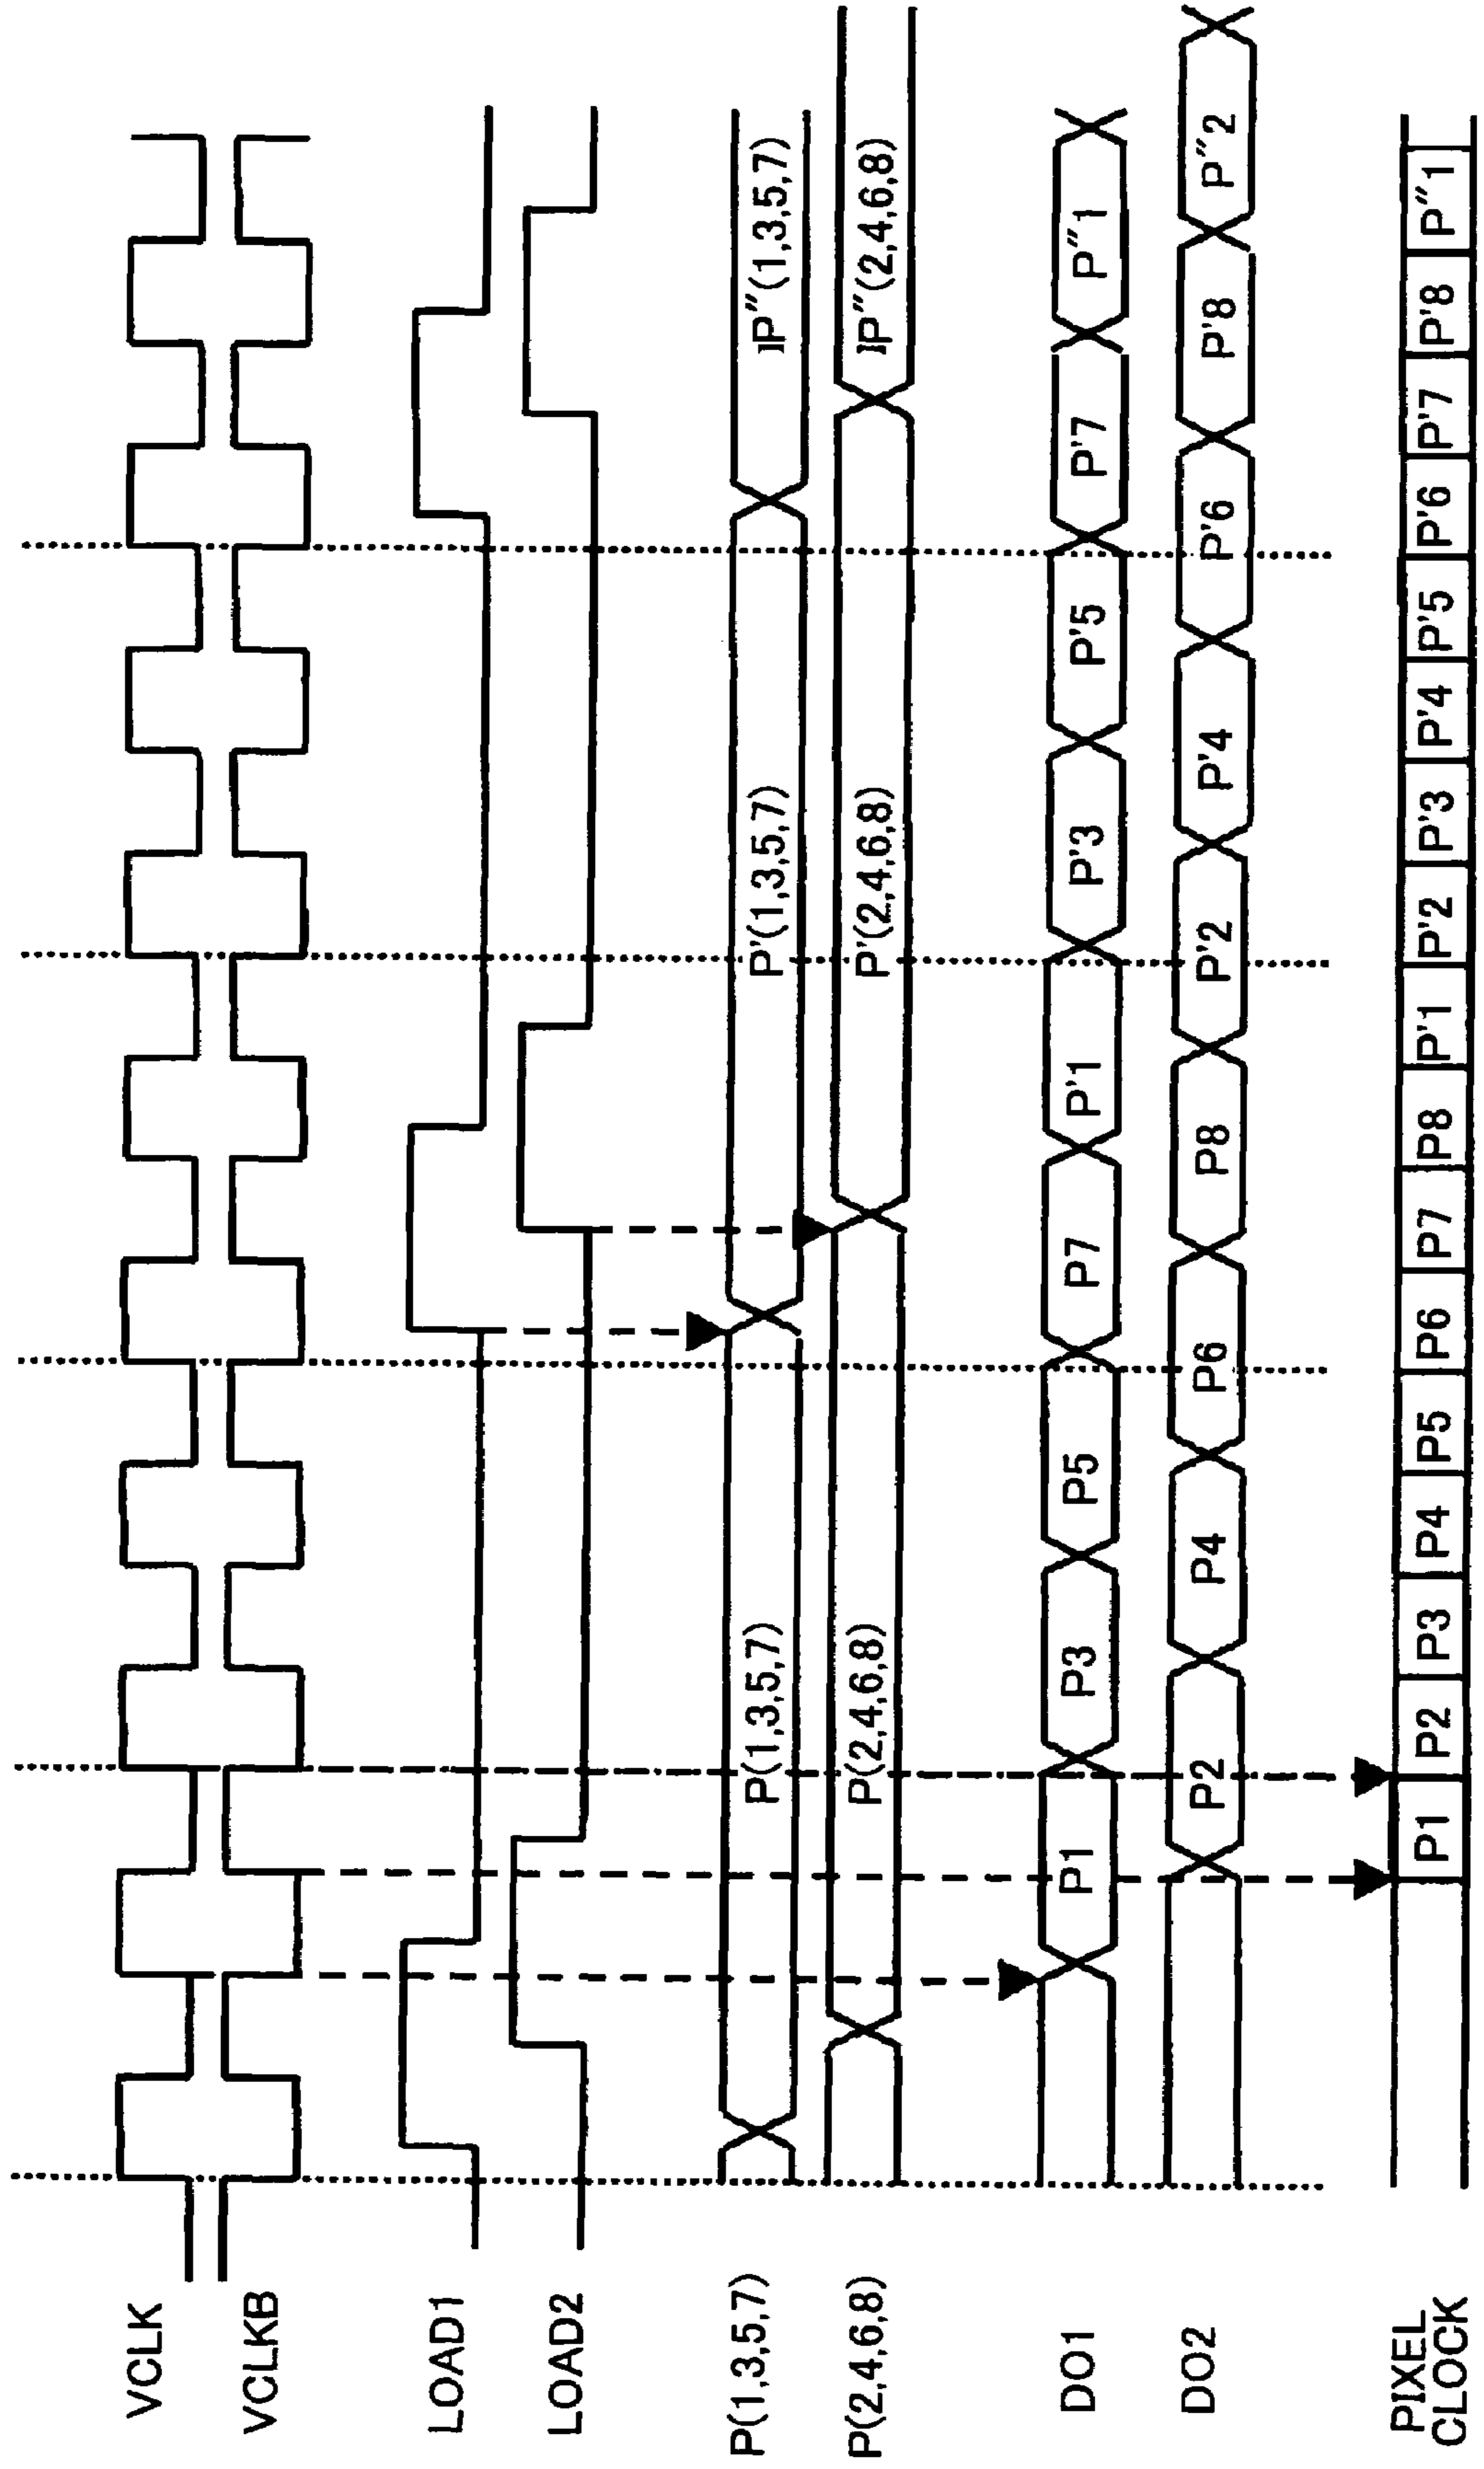 VCLK
VCLKB
LOAD1
LOAD2
P(1,3,5,7) P(1,3,5,7) P'(1,3,5,7) P"(1,3,5,7)
P(2,4,6,8) P(2,4,6,8) P'(2,4,6,8) P"(2,4,6,8)
DO1 P1 P3 P5 P7 P'1 P'3 P'5 P'7 P"1
DO2 P2 P4 P6 P8 P'2 P'4 P'6 P'8 P"2
PIXEL
CLOCK P1 P2 P3 P4 P5 P6 P7 P8 P'1 P'2 P'3 P'4 P'5 P'6 P'7 P'8 P"1